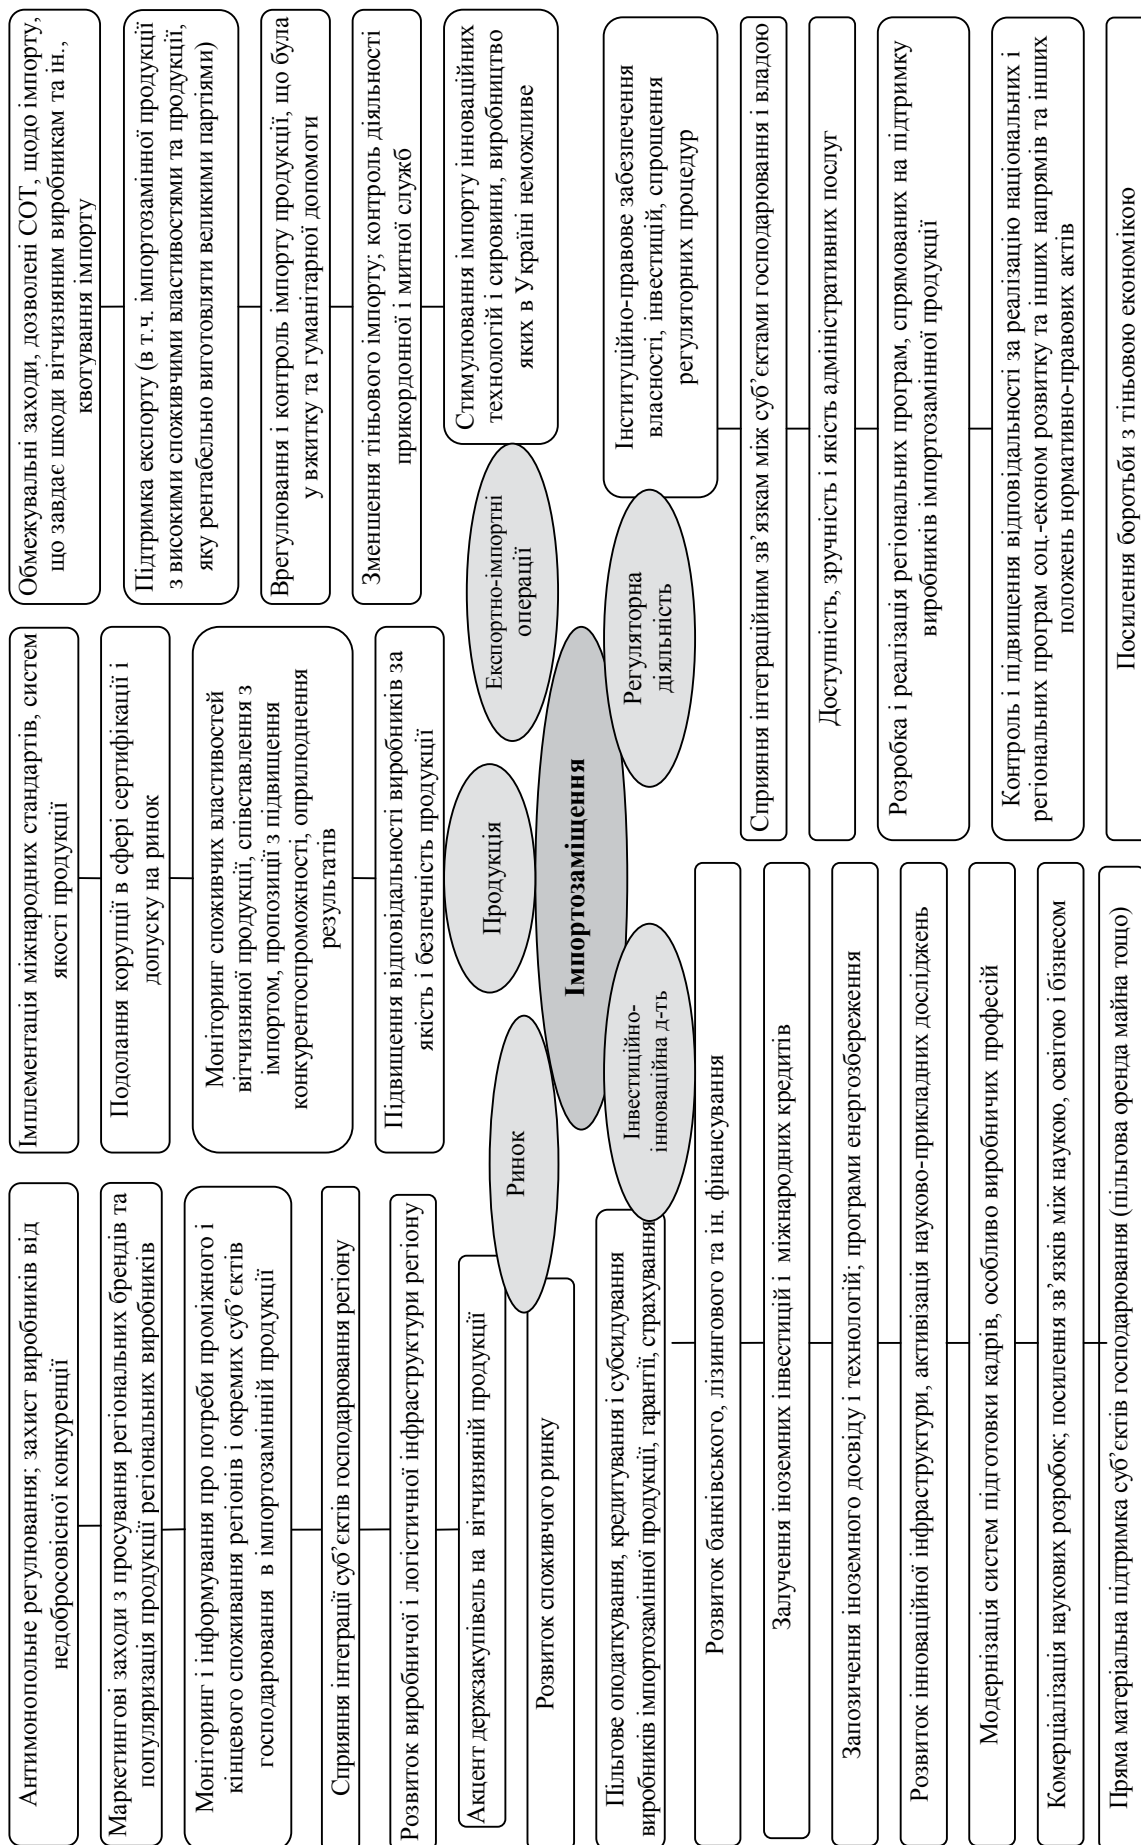 Антимонопольне регулювання; захист виробників від
недобросовісної конкуренції
Маркетингові заходи з просування регіональних брендів та
популяризація продукції регіональних виробників
Моніторинг і інформування про потреби проміжного і
кінцевого споживання регіонів і окремих суб’єктів
господарювання  в імпортозамінній продукції
Сприяння інтеграції суб’єктів господарювання регіону
Розвиток виробничої і логістичної інфраструктури регіону
Акцент держзакупівель на  вітчизняній продукції
Розвиток споживчого ринку
Ринок
Імплементація міжнародних стандартів, систем
якості продукції
Подолання корупції в сфері сертифікації і
допуску на ринок
Моніторинг споживчих властивостей
вітчизняної продукції, співставлення з
імпортом, пропозиції з підвищення
конкурентоспроможності, оприлюднення
результатів
Підвищення відповідальності виробників за
якість і безпечність продукції
Продукція
Обмежувальні заходи, дозволені СОТ, щодо імпорту,
що завдає шкоди вітчизняним виробникам та ін.,
квотування імпорту
Підтримка експорту (в т.ч. імпортозамінної продукції
з високими споживчими властивостями та продукції,
яку рентабельно виготовляти великими партіями)
Врегулювання і контроль імпорту продукції, що була
у вжитку та гуманітарної допомоги
Зменшення тіньового імпорту; контроль діяльності
прикордонної і митної служб
Стимулювання імпорту інноваційних
технологій і сировини, виробництво
яких в Україні неможливе
Експортно-імпортні
операції
Імпортозаміщення
Інвестиційно-
інноваційна д-ть
Пільгове оподаткування, кредитування і субсидування
виробників імпортозамінної продукції, гарантії, страхування
Розвиток банківського, лізингового та ін. фінансування
Залучення іноземних інвестицій і  міжнародних кредитів
Запозичення іноземного досвіду і технологій; програми енергозбереження
Розвиток інноваційної інфраструктури, активізація науково-прикладних досліджень
Модернізація систем підготовки кадрів, особливо виробничих професій
Комерціалізація наукових розробок; посилення зв’язків між наукою, освітою і бізнесом
Пряма матеріальна підтримка суб’єктів господарювання (пільгова оренда майна тощо)
Регуляторна
діяльність
Інституційно-правове забезпечення
власності, інвестицій, спрощення
регуляторних процедур
Сприяння інтеграційним зв’язкам між суб’єктами господарювання і владою
Доступність, зручність і якість адміністративних послуг
Розробка і реалізація регіональних програм, спрямованих на підтримку
виробників імпортозамінної продукції
Контроль і підвищення відповідальності за реалізацію національних і
регіональних програм соц.-економ розвитку та інших напрямів та інших
положень нормативно-правових актів
Посилення боротьби з тіньовою економікою